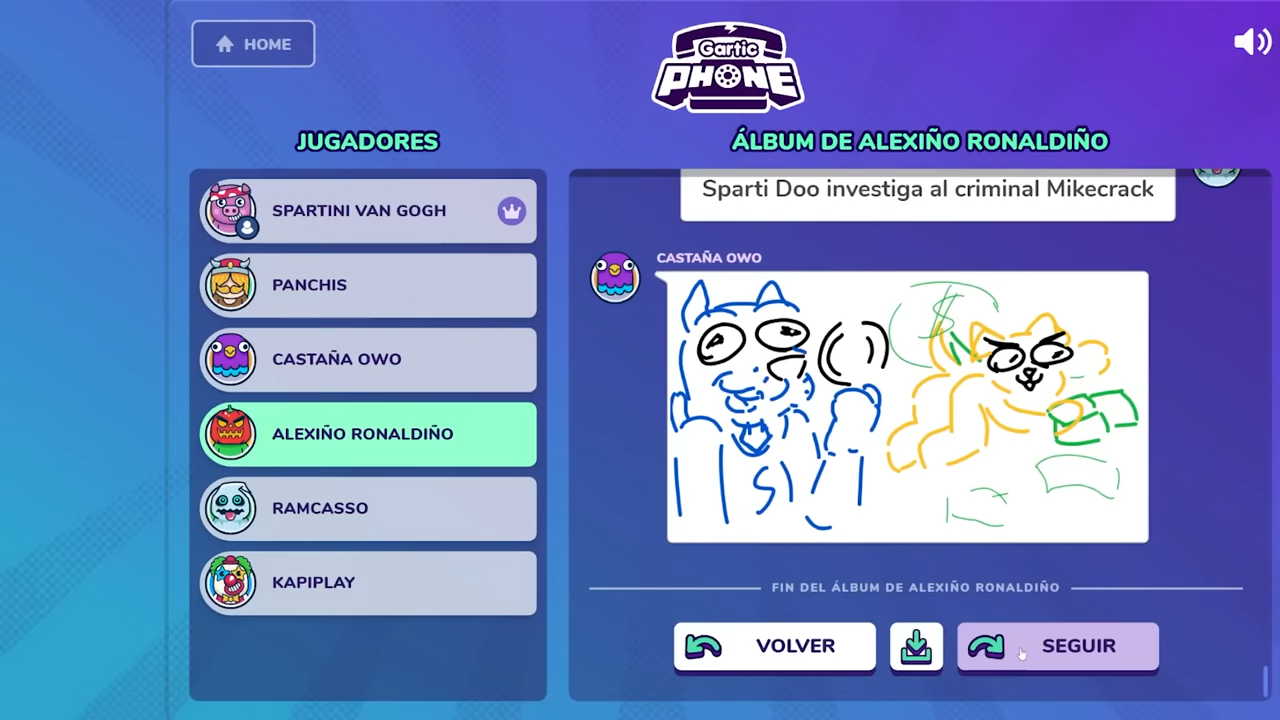 HOME
Gartic
PHONE
JUGADORES
ÁLBUM DE ALEXIÑO RONALDIÑO
SPARTINI VAN GOGH
PANCHIS
CASTAÑA OWO
ALEXIÑO RONALDIÑO
RAMCASSO
KAPIPLAY
Sparti Doo investiga al criminal Mikecrack
CASTAÑA OWO
$
FIN DEL ÁLBUM DE ALEXIÑO RONALDIÑO
VOLVER
SEGUIR